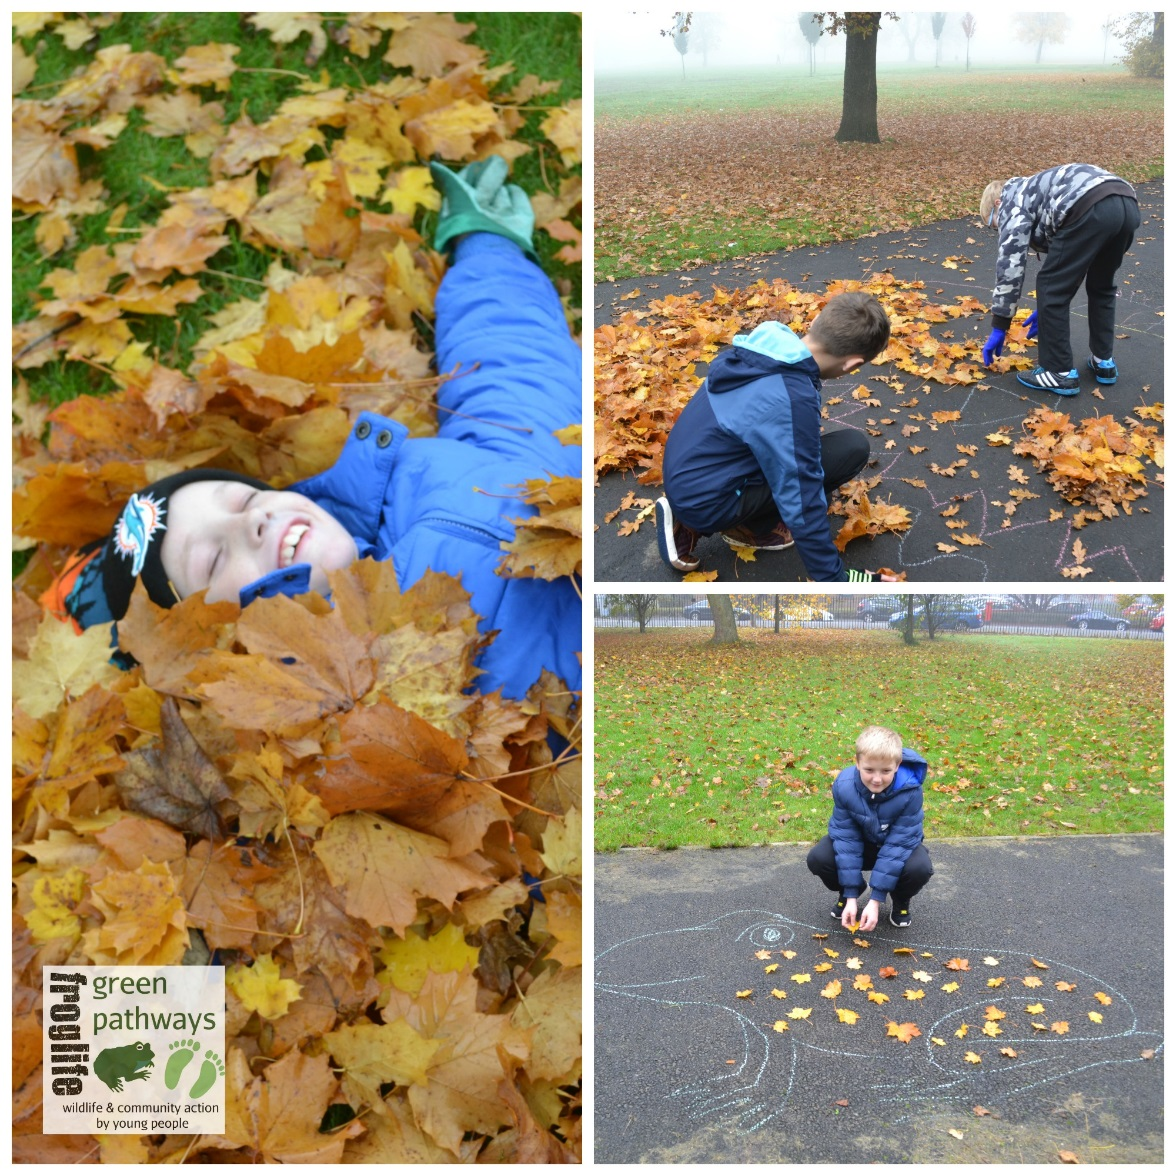 froglife
green
pathways
wildlife & community action
by young people